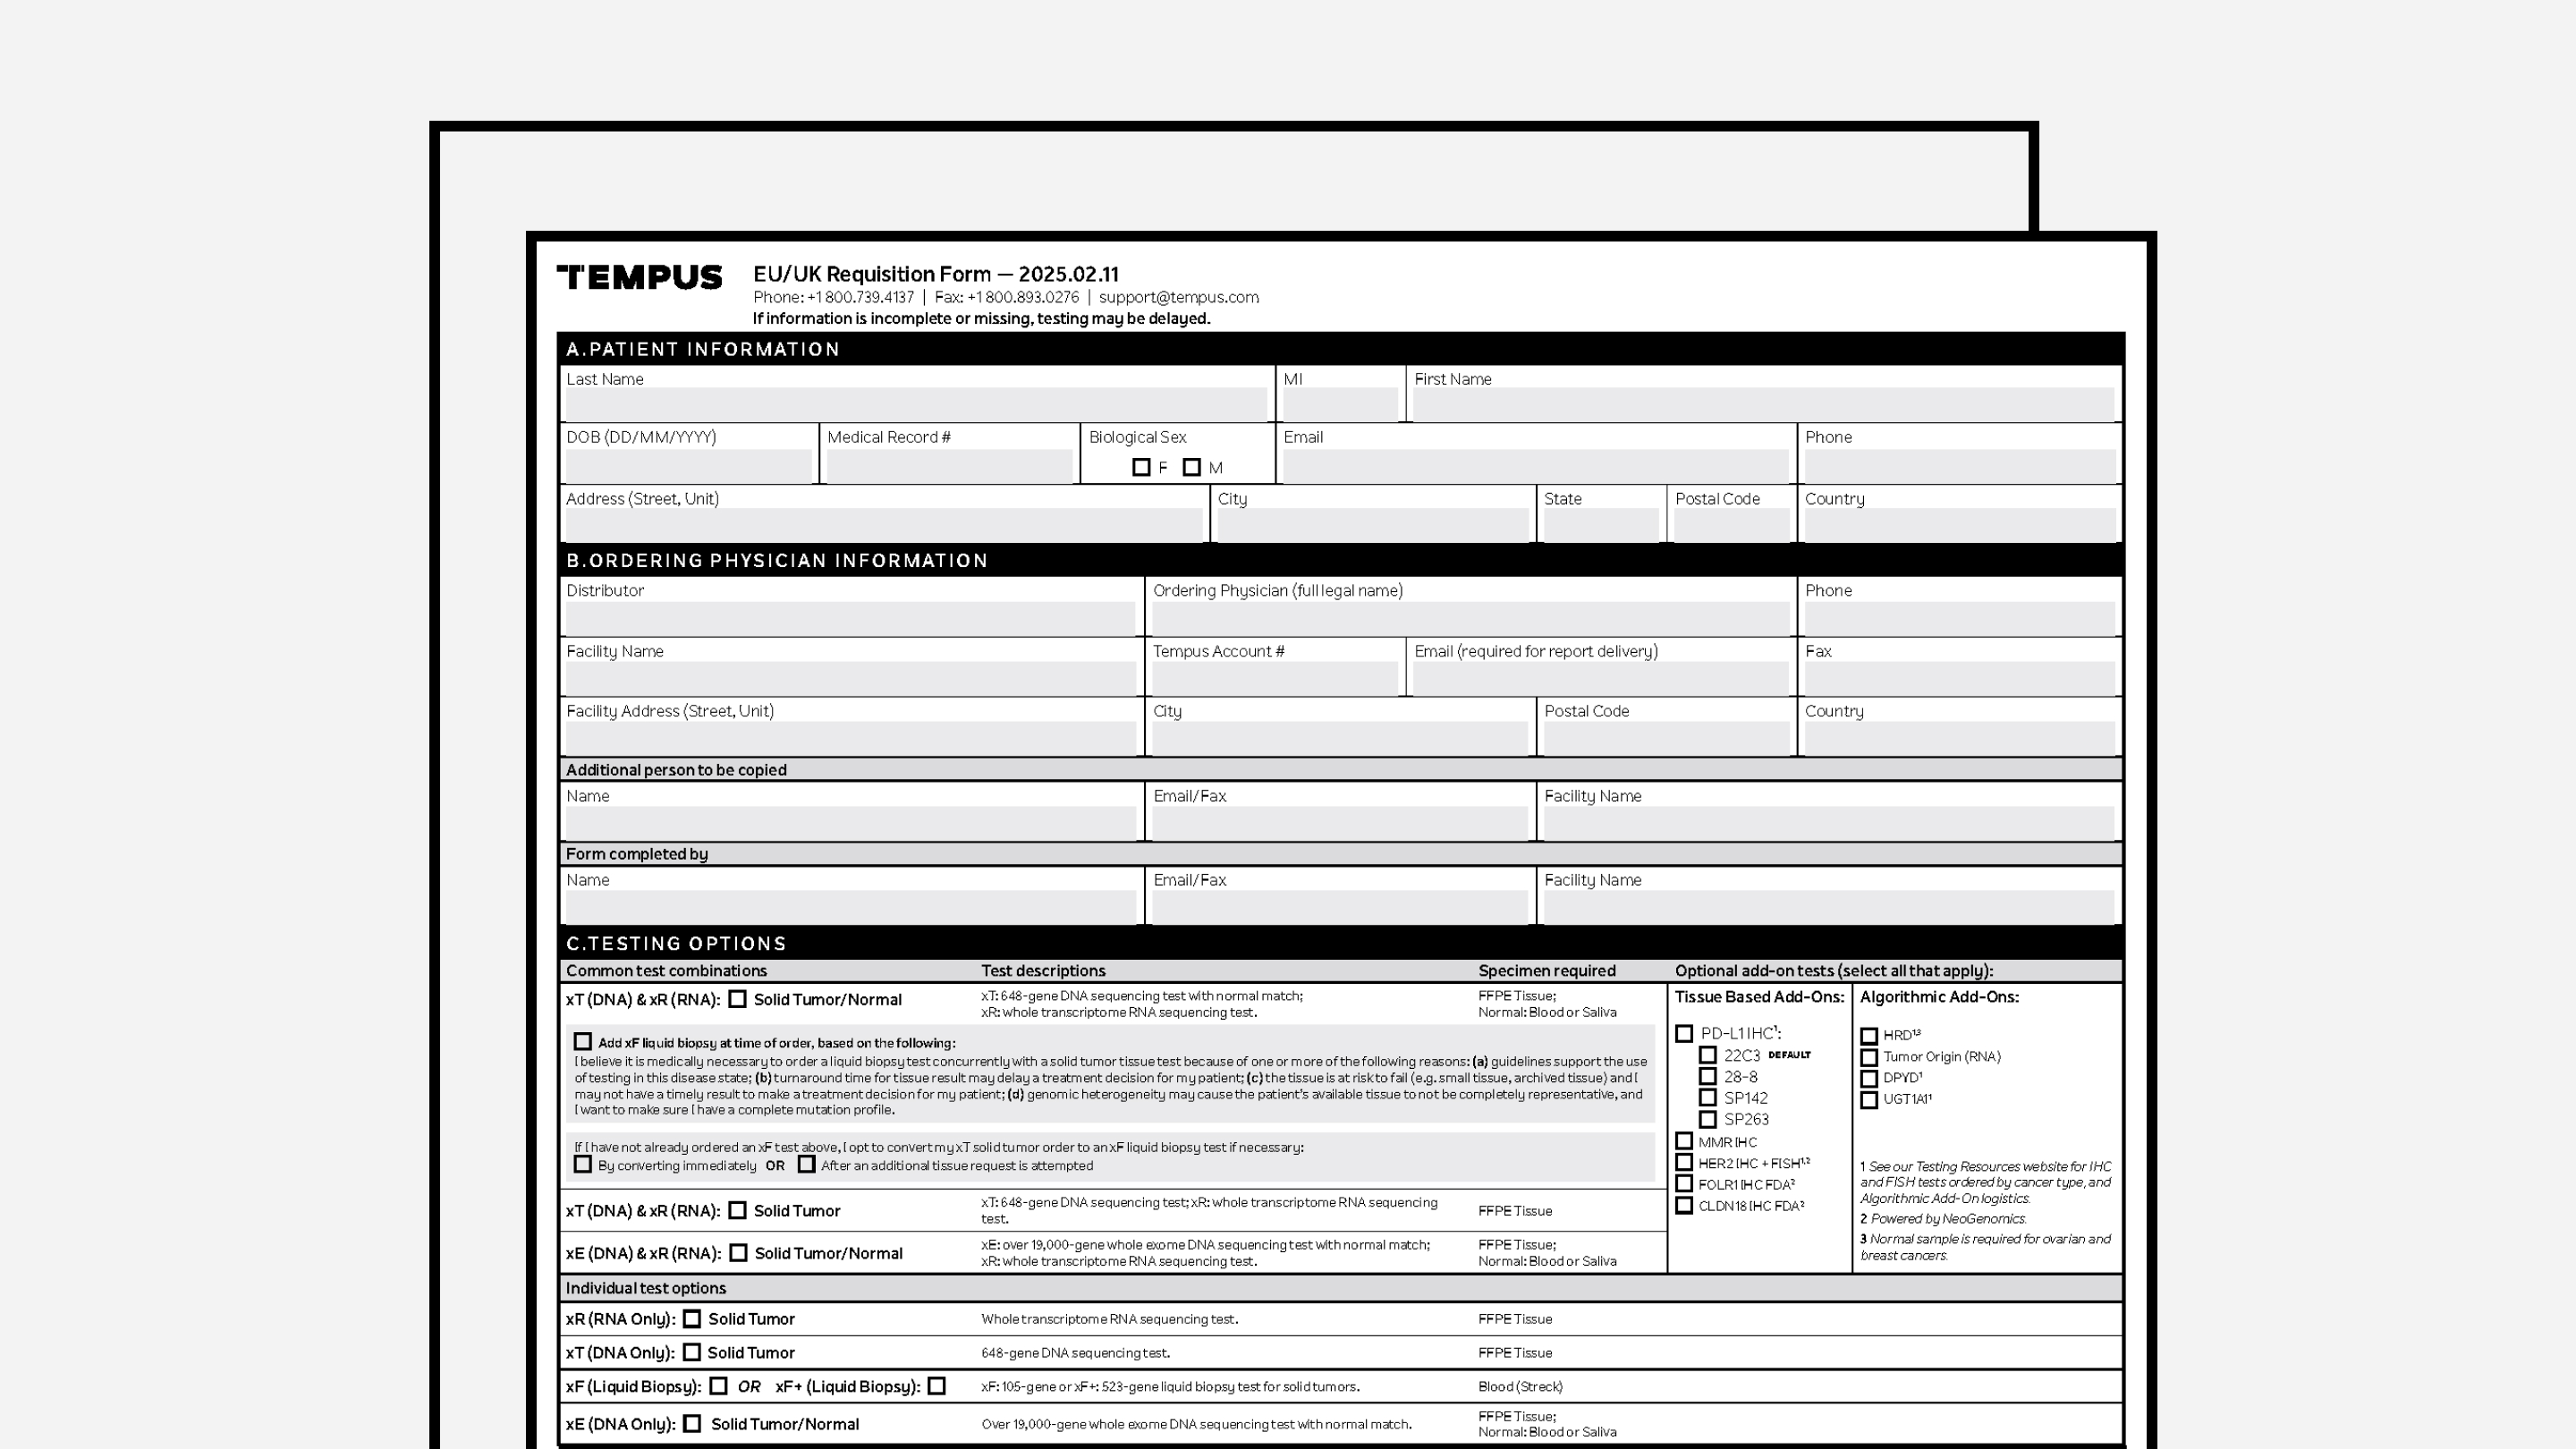 TEMPUS
EU/UK Requisition Form — 2025.02.11
Phone: +1 800.739.4137 | Fax: +1 800.893.0276 | support@tempus.com
If information is incomplete or missing, testing may be delayed.
A. PATIENT INFORMATION
Last Name MI First Name
DOB (DD/MM/YYYY) Medical Record # Biological Sex Email Phone
F M
Address (Street, Unit) City State Postal Code Country
B. ORDERING PHYSICIAN INFORMATION
Distributor Ordering Physician (full legal name) Phone
Facility Name Tempus Account # Email (required for report delivery) Fax
Facility Address (Street, Unit) City Postal Code Country
Additional person to be copied
Name Email/Fax Facility Name
Form completed by
Name Email/Fax Facility Name
C. TESTING OPTIONS
Common test combinations Test descriptions Specimen required Optional add-on tests (select all that apply):
xT (DNA) & xR (RNA): Solid Tumor/Normal
xT: 648-gene DNA sequencing test with normal match;
xR: whole transcriptome RNA sequencing test.
FFPE Tissue;
Normal: Blood or Saliva
Add xF liquid biopsy at time of order, based on the following:
I believe it is medically necessary to order a liquid biopsy test concurrently with a solid tumor tissue test because of one or more of the following reasons: (a) guidelines support the use
of testing in this disease state; (b) turnaround time for tissue result may delay a treatment decision for my patient; (c) the tissue is at risk to fail (e.g. small tissue, archived tissue) and I
may not have a timely result to make a treatment decision for my patient; (d) genomic heterogeneity may cause the patient's available tissue to not be completely representative, and
I want to make sure I have a complete mutation profile.
If I have not already ordered an xF test above, I opt to convert my xT solid tumor order to an xF liquid biopsy test if necessary:
By converting immediately OR After an additional tissue request is attempted
xT (DNA) & xR (RNA): Solid Tumor
xT: 648-gene DNA sequencing test; xR: whole transcriptome RNA sequencing
test.
FFPE Tissue
xE (DNA) & xR (RNA): Solid Tumor/Normal
xE: over 19,000-gene whole exome DNA sequencing test with normal match;
xR: whole transcriptome RNA sequencing test.
FFPE Tissue;
Normal: Blood or Saliva
Tissue Based Add-Ons:
PD-L1 IHC¹:
22C3 DEFAULT
28-8
SP142
SP263
MMR IHC
HER2 IHC + FISH¹,²
FOLR1 IHC FDA²
CLDN18 IHC FDA²
Algorithmic Add-Ons:
HRD¹,³
Tumor Origin (RNA)
DPYD¹
UGT1A1¹
1 See our Testing Resources website for IHC
and FISH tests ordered by cancer type, and
Algorithmic Add-On logistics.
2 Powered by NeoGenomics.
3 Normal sample is required for ovarian and
breast cancers.
Individual test options
xR (RNA Only): Solid Tumor Whole transcriptome RNA sequencing test. FFPE Tissue
xT (DNA Only): Solid Tumor 648-gene DNA sequencing test. FFPE Tissue
xF (Liquid Biopsy): OR xF+ (Liquid Biopsy): xF: 105-gene or xF+: 523-gene liquid biopsy test for solid tumors. Blood (Streck)
xE (DNA Only): Solid Tumor/Normal Over 19,000-gene whole exome DNA sequencing test with normal match.
FFPE Tissue;
Normal: Blood or Saliva